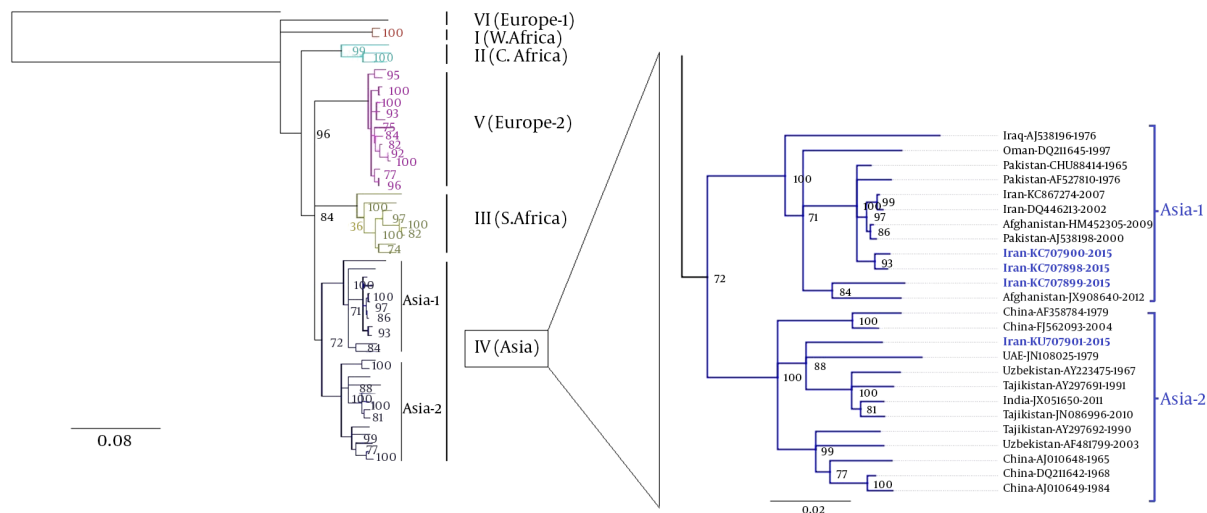 VI (Europe-1)
I (W.Africa)
II (C. Africa)
V (Europe-2)
III (S.Africa)
IV (Asia)
Asia-1
Asia-2
100
99
100
95
100
100
93
75
84
82
92
100
77
96
96
84
100
36
97
100
82
100
74
100
100
97
71
86
93
72
84
100
88
100
100
81
99
77
100
0.08
Iraq-AJ538196-1976
Oman-DQ211645-1997
Pakistan-CHU88414-1965
Pakistan-AF527810-1976
Iran-KC867274-2007
Iran-DQ446213-2002
Afghanistan-HM452305-2009
Pakistan-AJ538198-2000
Iran-KC707900-2015
Iran-KC707898-2015
Iran-KC707899-2015
Afghanistan-JX908640-2012
China-AF358784-1979
China-FJ562093-2004
Iran-KU707901-2015
UAE-JN108025-1979
Uzbekistan-AY223475-1967
Tajikistan-AY297691-1991
India-JX051650-2011
Tajikistan-JN086996-2010
Tajikistan-AY297692-1990
Uzbekistan-AF481799-2003
China-AJ010648-1965
China-DQ211642-1968
China-AJ010649-1984
100
71
99
100
97
86
93
84
72
100
100
88
100
81
99
77
100
Asia-1
Asia-2
0.02